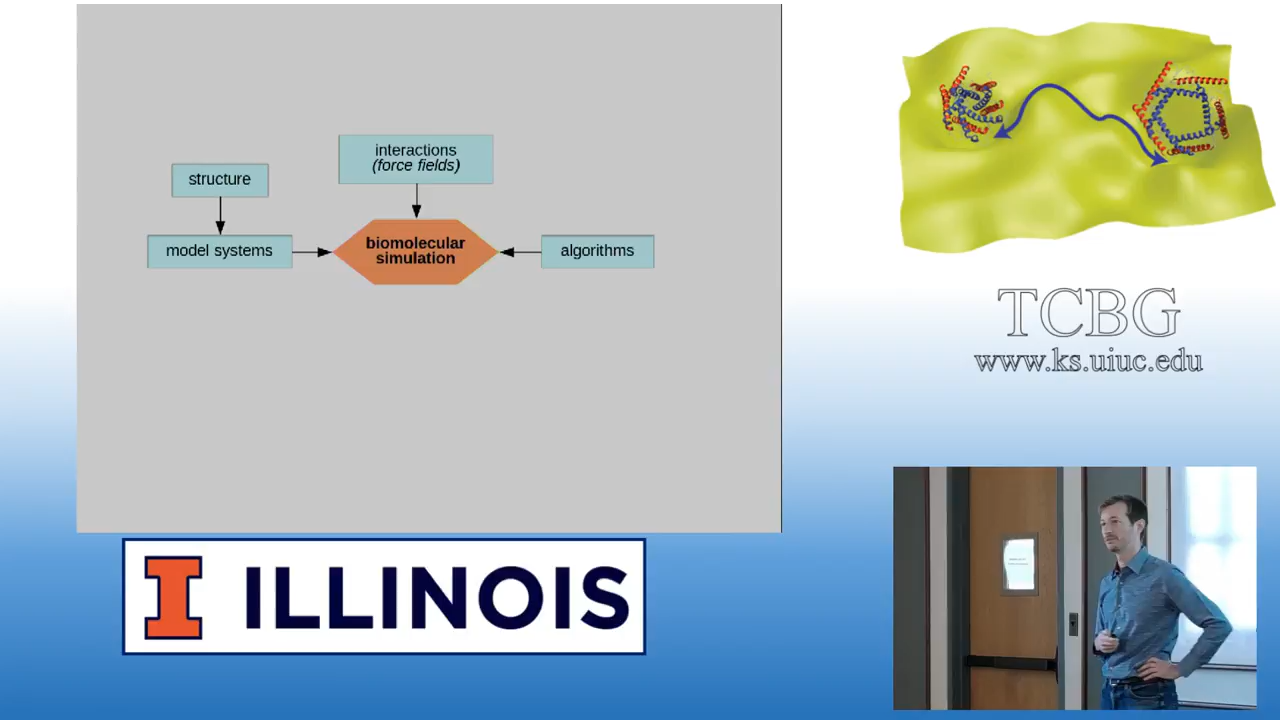 interactions
(force fields)
structure
model systems
biomolecular
simulation
algorithms
TCBG
www.ks.uiuc.edu
I ILLINOIS